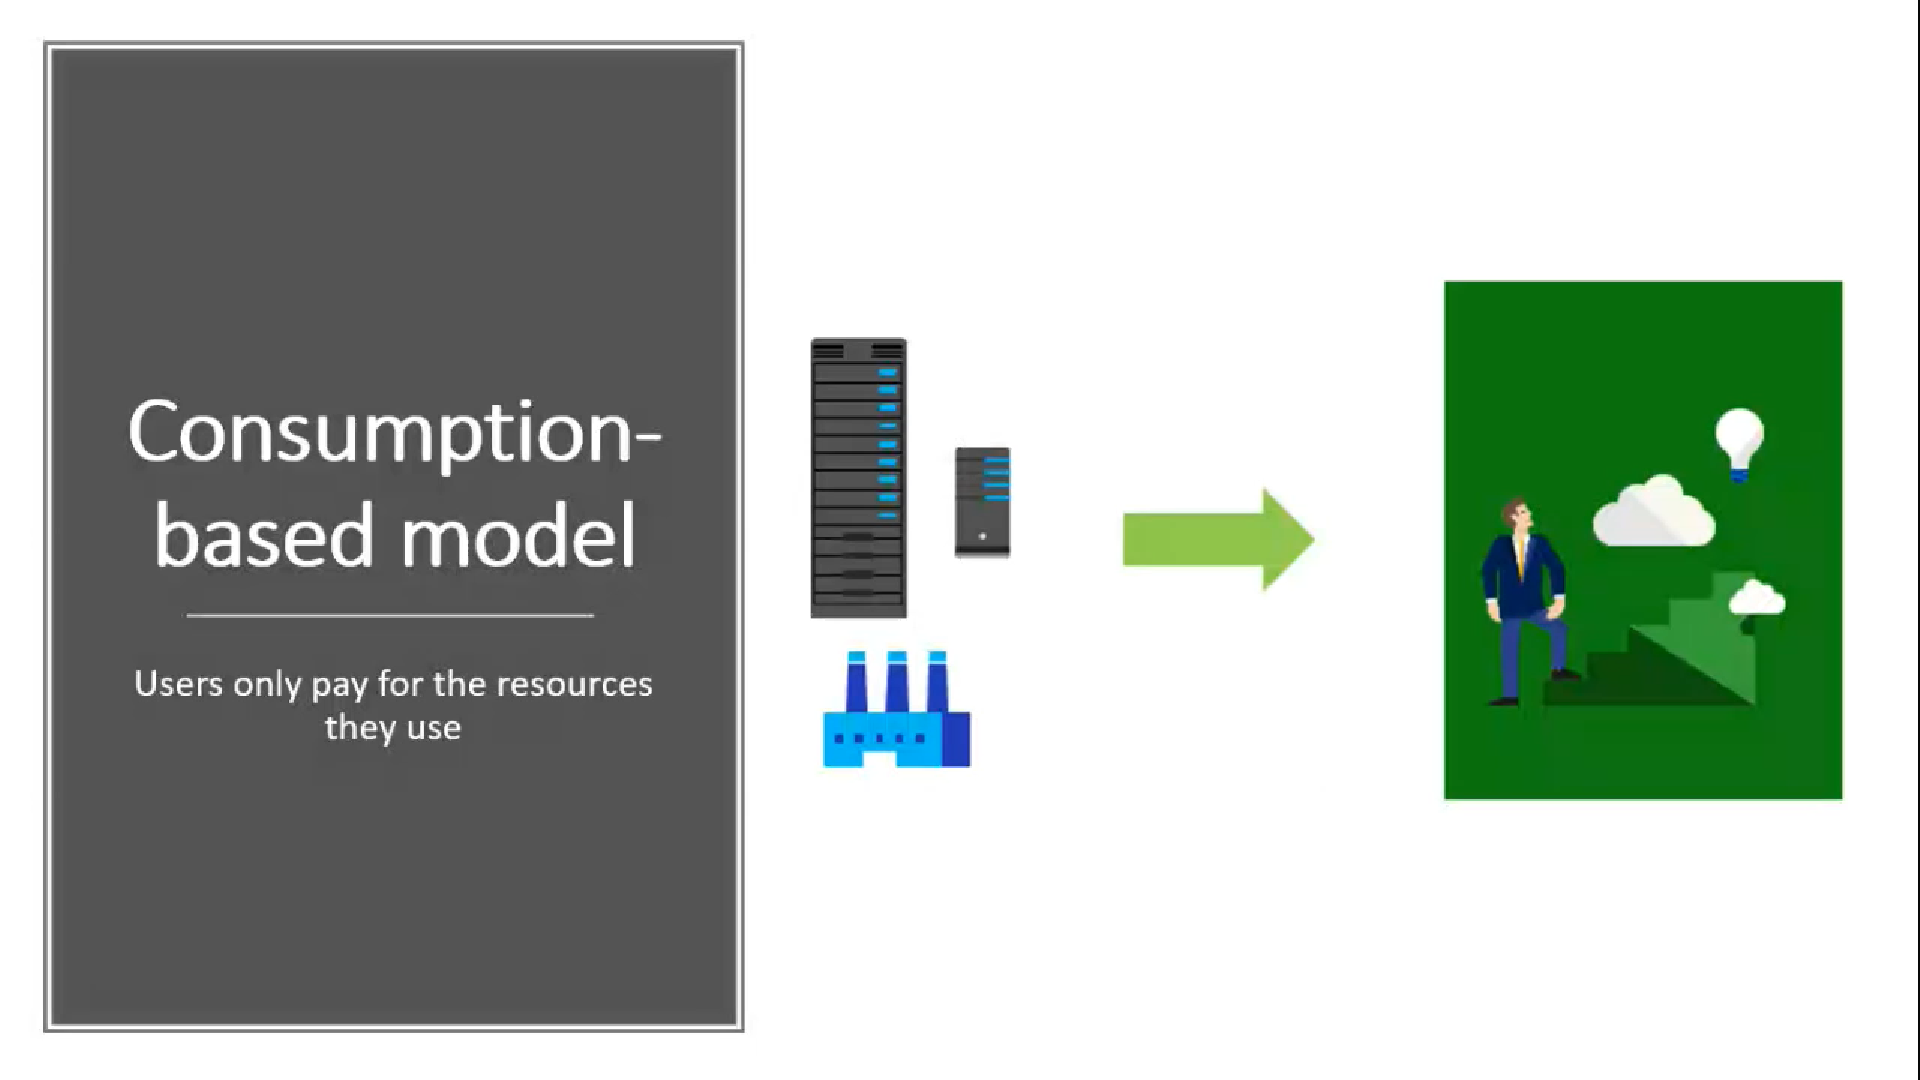 Consumption-
based model
Users only pay for the resources
they use